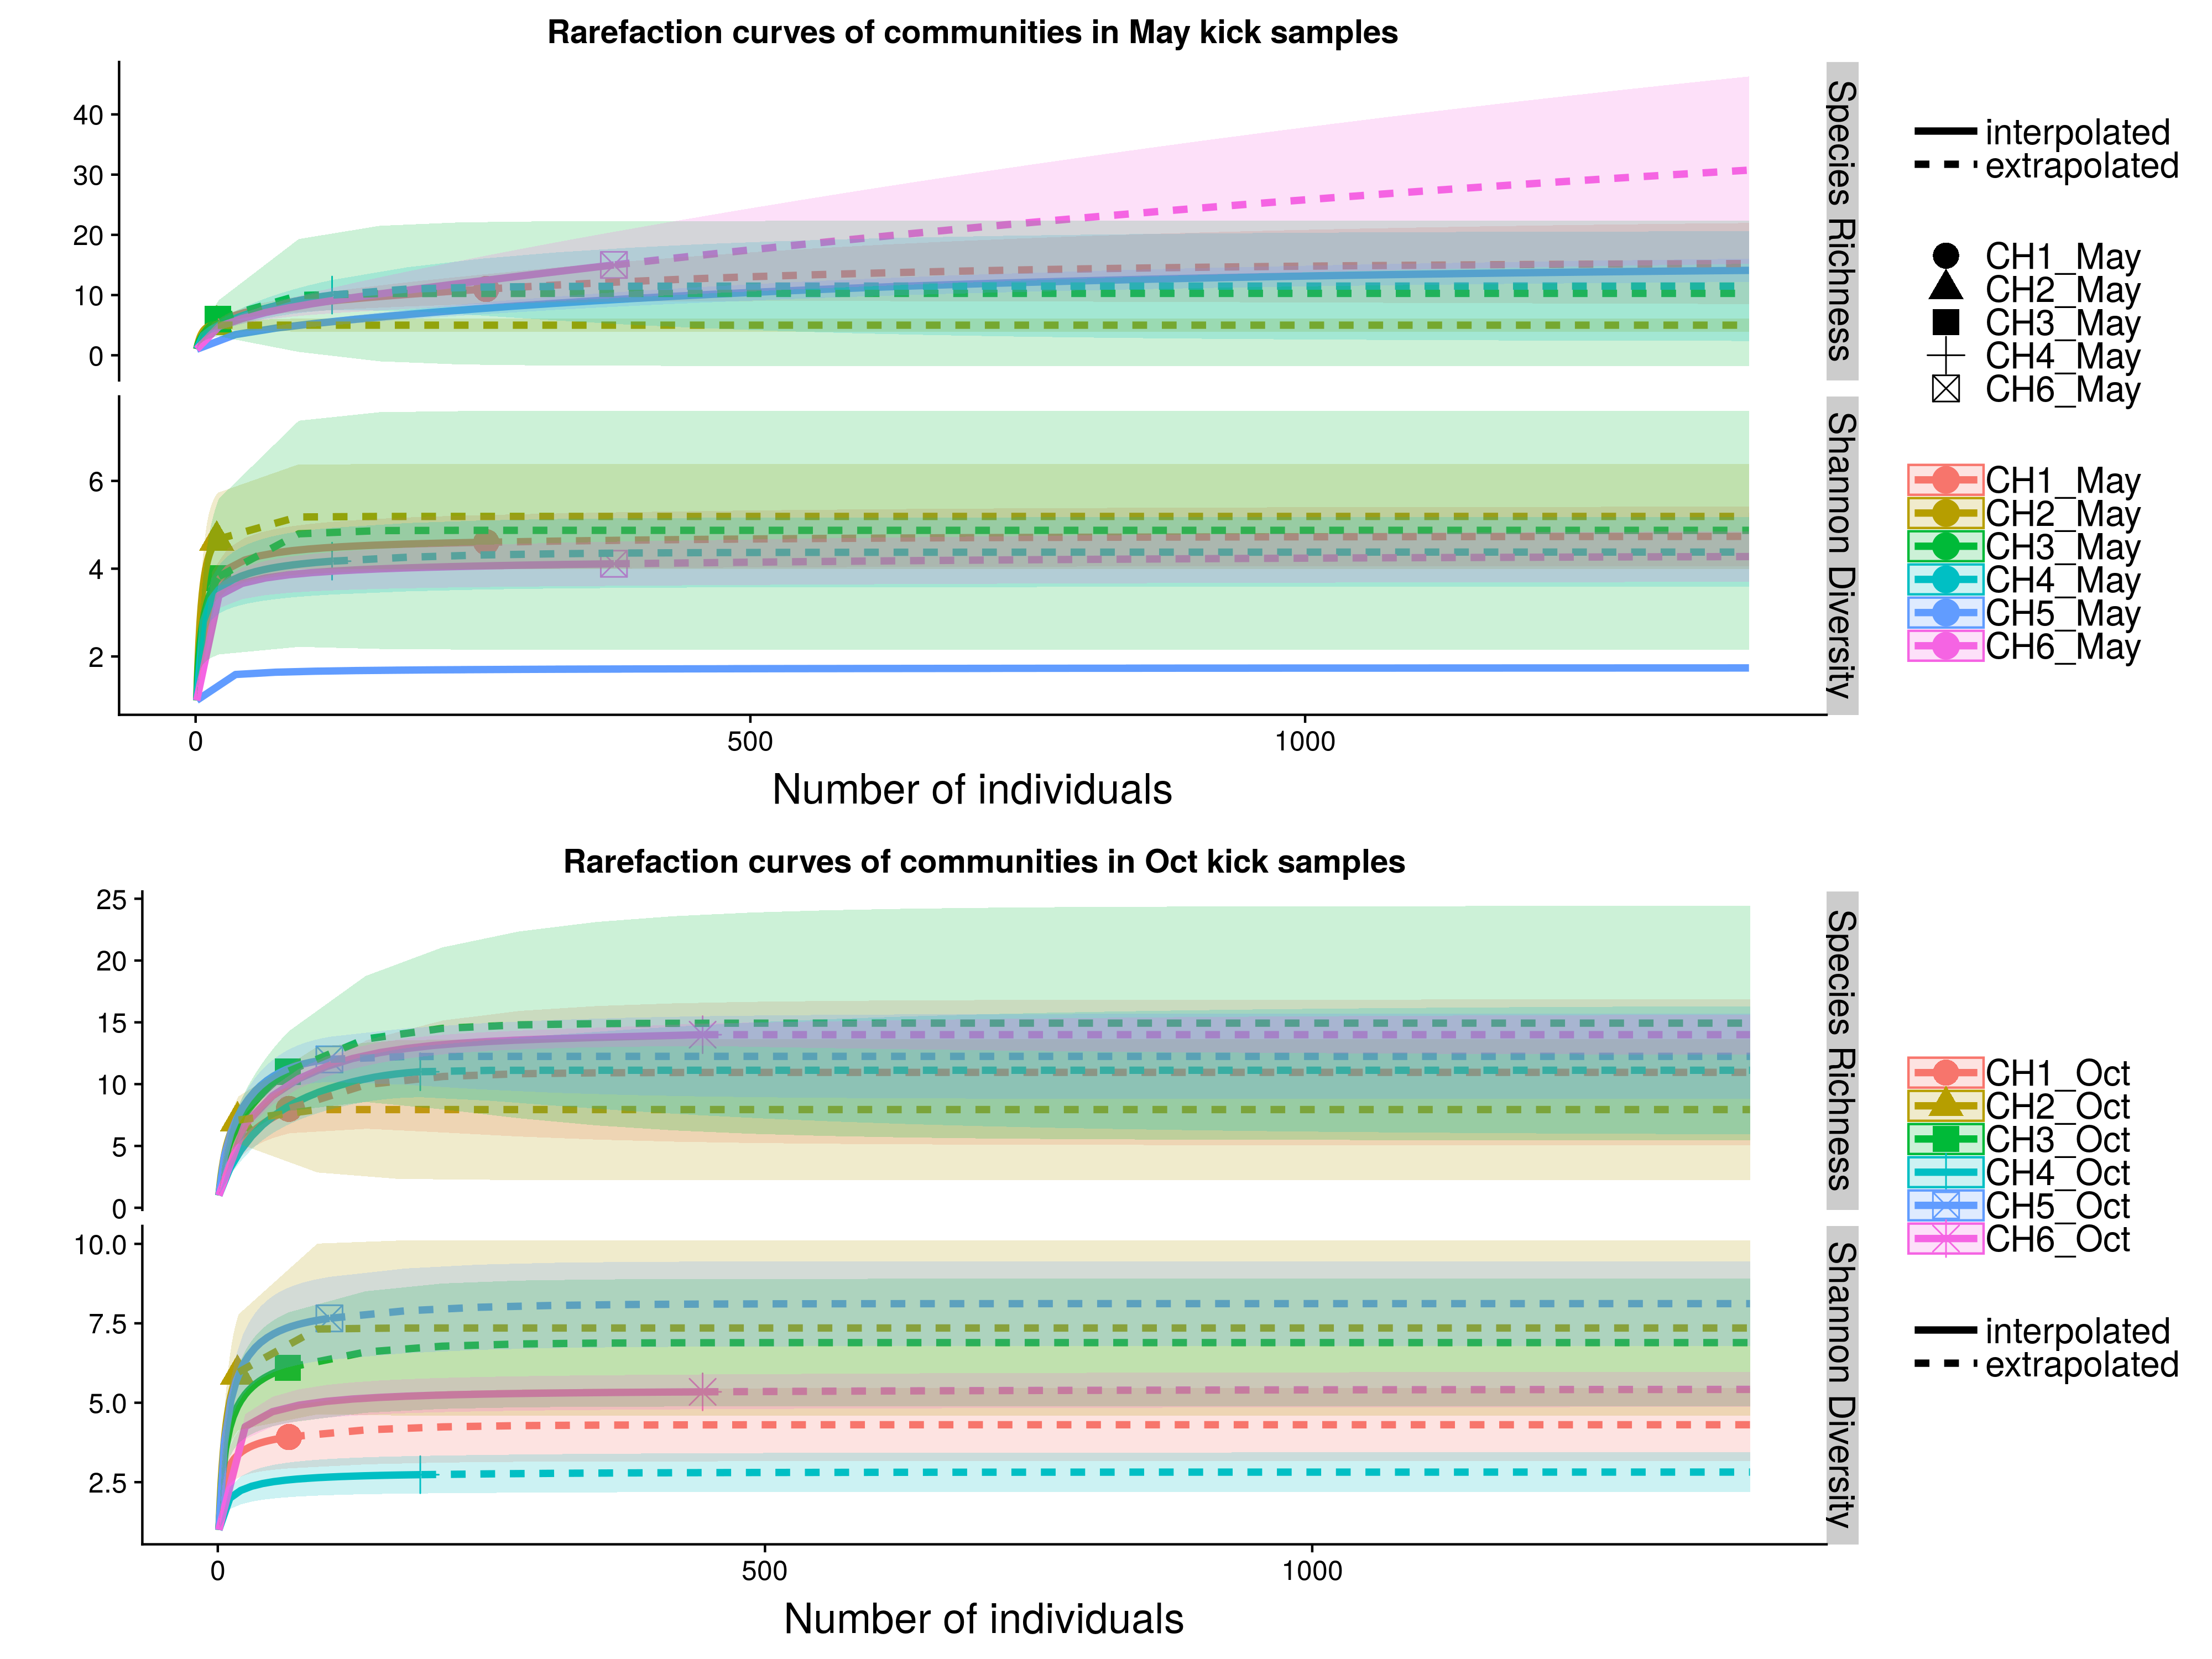 Rarefaction curves of communities in May kick samples
40
30
20
10
0
Species Richness
6
4
2
Shannon Diversity
0 500 1000
Number of individuals
interpolated
extrapolated
CH1_May
CH2_May
CH3_May
CH4_May
CH6_May
CH1_May
CH2_May
CH3_May
CH4_May
CH5_May
CH6_May
Rarefaction curves of communities in Oct kick samples
25
20
15
10
5
0
Species Richness
10.0
7.5
5.0
2.5
Shannon Diversity
0 500 1000
Number of individuals
CH1_Oct
CH2_Oct
CH3_Oct
CH4_Oct
CH5_Oct
CH6_Oct
interpolated
extrapolated